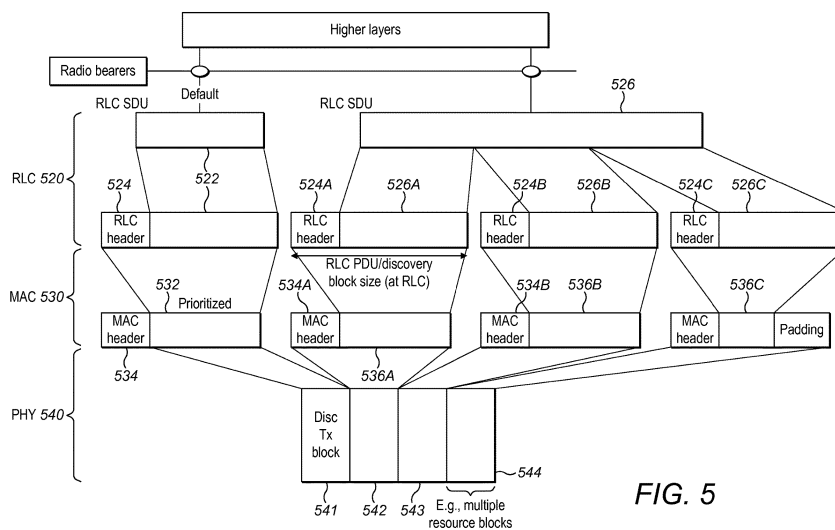 Higher layers
Radio bearers
Default
RLC SDU
RLC SDU
526
RLC 520
524
522
524A
526A
524B
526B
524C
526C
RLC
header
RLC
header
RLC
header
RLC
header
RLC PDU/discovery
block size (at RLC)
MAC 530
532
Prioritized
534A
534B
536B
536C
MAC
header
MAC
header
MAC
header
MAC
header
Padding
534
536A
PHY 540
Disc
Tx
block
544
541
542
543
E.g., multiple
resource blocks
FIG. 5